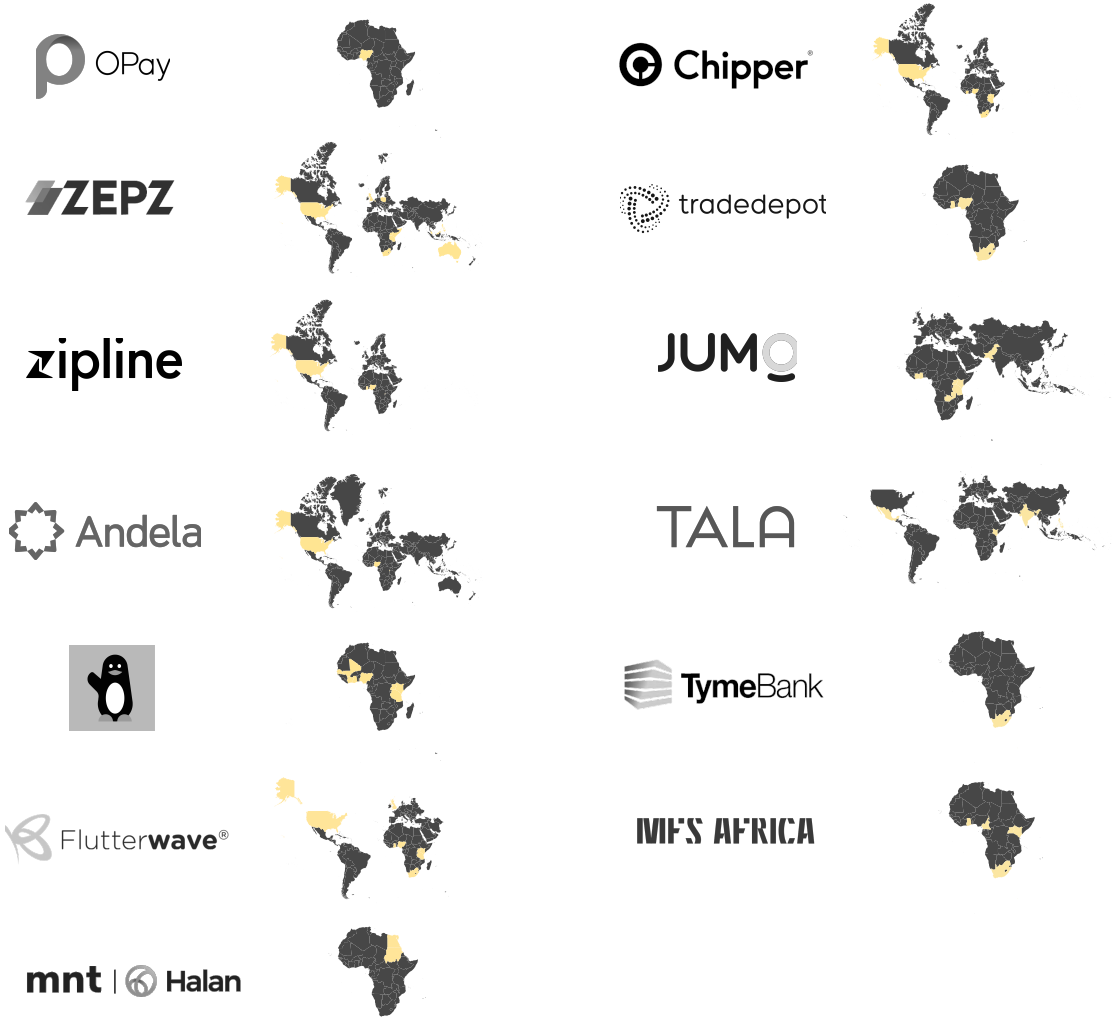 OPay
Chipper®
ZEPZ
tradedepot
zipline
JUMO
Andela
TALA
TymeBank
Flutterwave®
MFS AFRICA
mnt | Halan